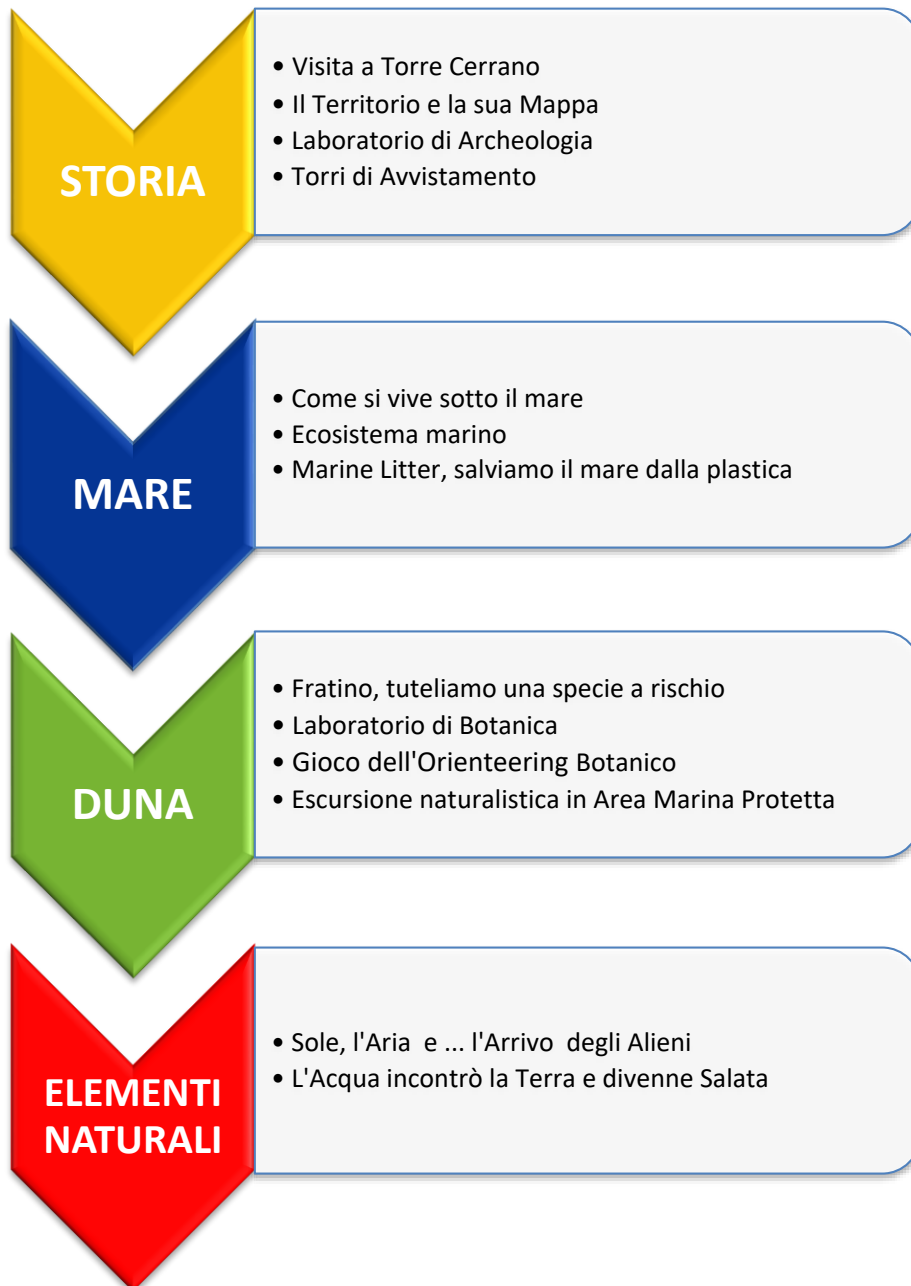 STORIA
• Visita a Torre Cerrano
• Il Territorio e la sua Mappa
• Laboratorio di Archeologia
• Torri di Avvistamento
MARE
• Come si vive sotto il mare
• Ecosistema marino
• Marine Litter, salviamo il mare dalla plastica
DUNA
• Fratino, tuteliamo una specie a rischio
• Laboratorio di Botanica
• Gioco dell'Orienteering Botanico
• Escursione naturalistica in Area Marina Protetta
ELEMENTI
NATURALI
• Sole, l'Aria  e ... l'Arrivo  degli Alieni
• L'Acqua incontrò la Terra e divenne Salata